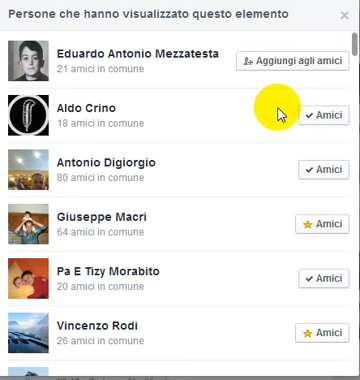 Persone che hanno visualizzato questo elemento
Eduardo Antonio Mezzatesta
21 amici in comune
Aggiungi agli amici
Aldo Crino
18 amici in comune
Amici
Antonio Digiorgio
80 amici in comune
Amici
Giuseppe Macrì
64 amici in comune
Amici
Pa E Tizy Morabito
20 amici in comune
Amici
Vincenzo Rodi
26 amici in comune
Amici